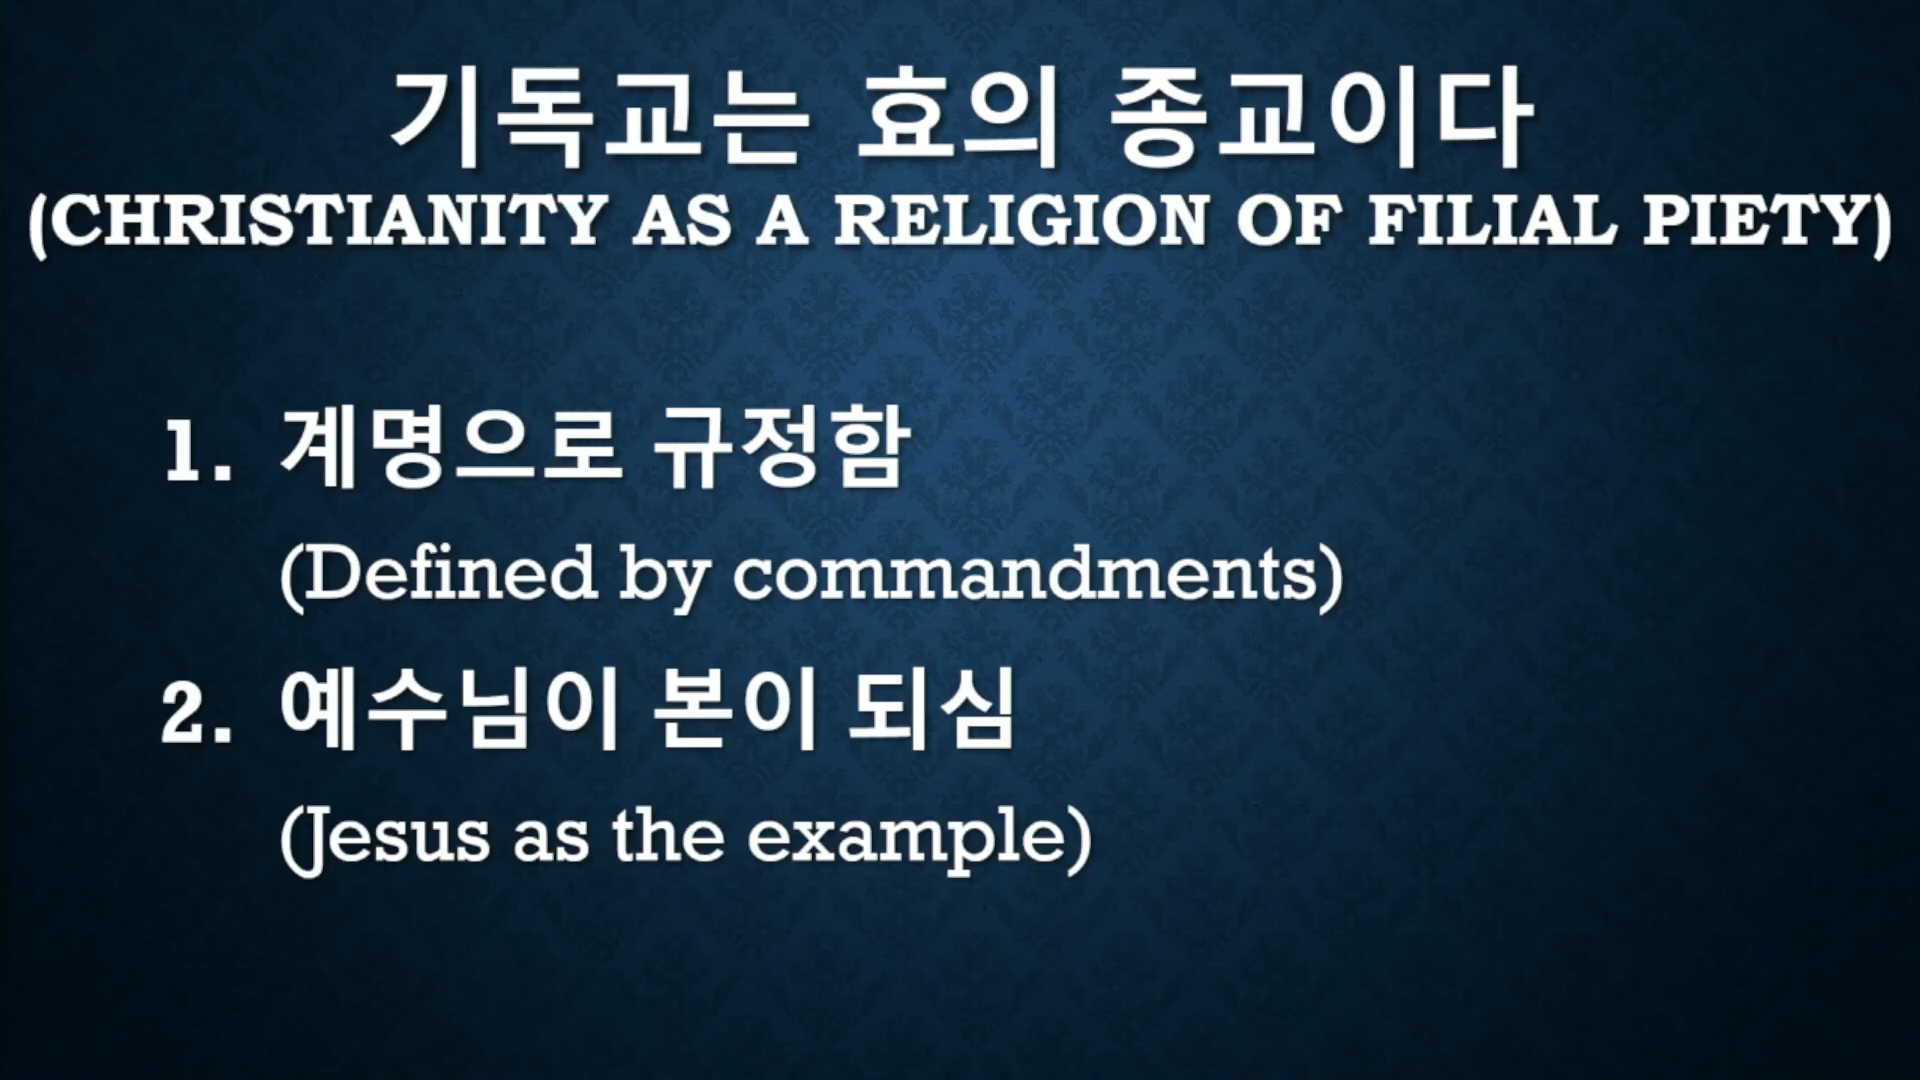 기독교는 효의 종교이다
(CHRISTIANITY AS A RELIGION OF FILIAL PIETY)
1. 계명으로 규정함
(Defined by commandments)
2. 예수님이 본이 되심
(Jesus as the example)